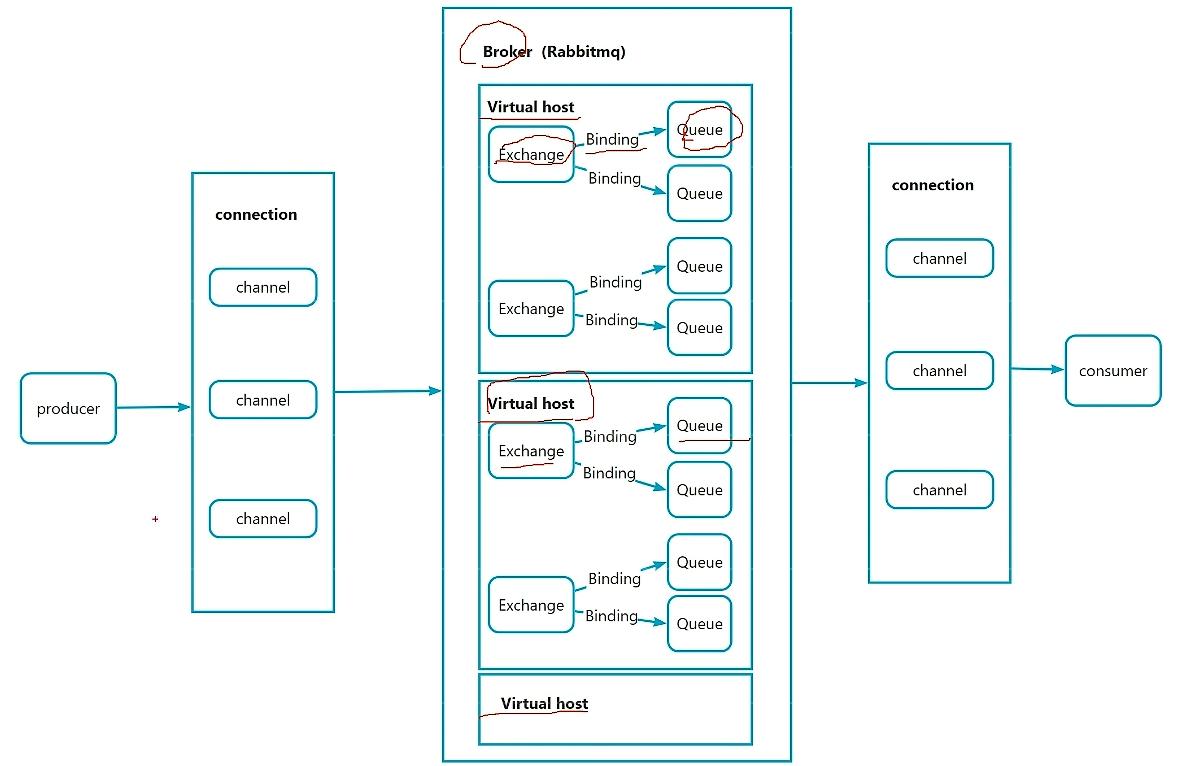 producer
connection
channel
channel
channel
Broker (Rabbitmq)
Virtual host
Exchange
Binding
Queue
Binding
Queue
Exchange
Binding
Queue
Binding
Queue
Virtual host
Exchange
Binding
Queue
Binding
Queue
Exchange
Binding
Queue
Binding
Queue
Virtual host
connection
channel
channel
channel
consumer